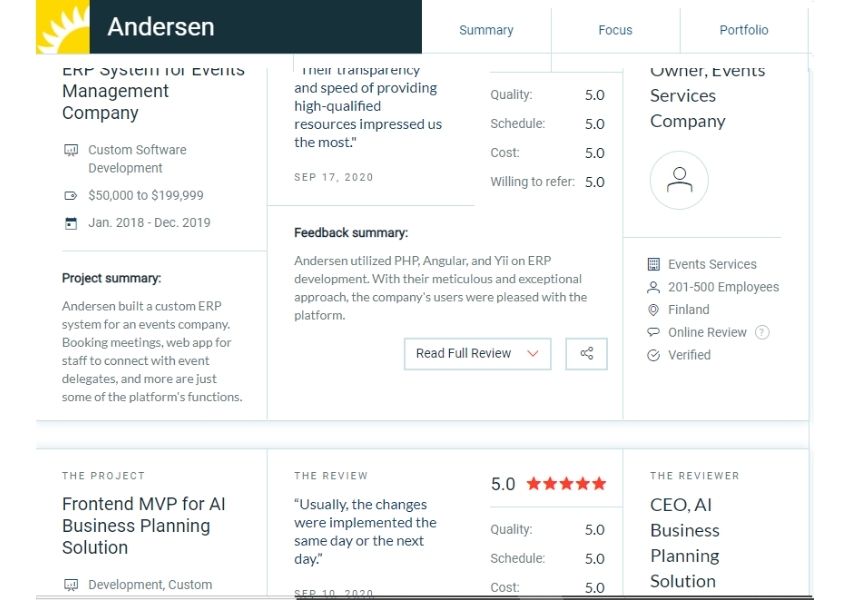 Andersen
Summary
Focus
Portfolio
ERP System for Events
Management
Company
Custom Software
Development
$50,000 to $199,999
Jan. 2018 - Dec. 2019
Project summary:
Andersen built a custom ERP
system for an events company.
Booking meetings, web app for
staff to connect with event
delegates, and more are just
some of the platform's functions.
"Their transparency
and speed of providing
high-qualified
resources impressed us
the most."
SEP 17, 2020
Quality: 5.0
Schedule: 5.0
Cost: 5.0
Willing to refer: 5.0
Feedback summary:
Andersen utilized PHP, Angular, and Yii on ERP
development. With their meticulous and exceptional
approach, the company's users were pleased with the
platform.
Read Full Review
Owner, Events
Services
Company
Events Services
201-500 Employees
Finland
Online Review ?
Verified
THE PROJECT
Frontend MVP for AI
Business Planning
Solution
Development, Custom
THE REVIEW
“Usually, the changes
were implemented the
same day or the next
day.”
SEP 10, 2020
5.0
Quality: 5.0
Schedule: 5.0
Cost: 5.0
THE REVIEWER
CEO, AI
Business
Planning
Solution